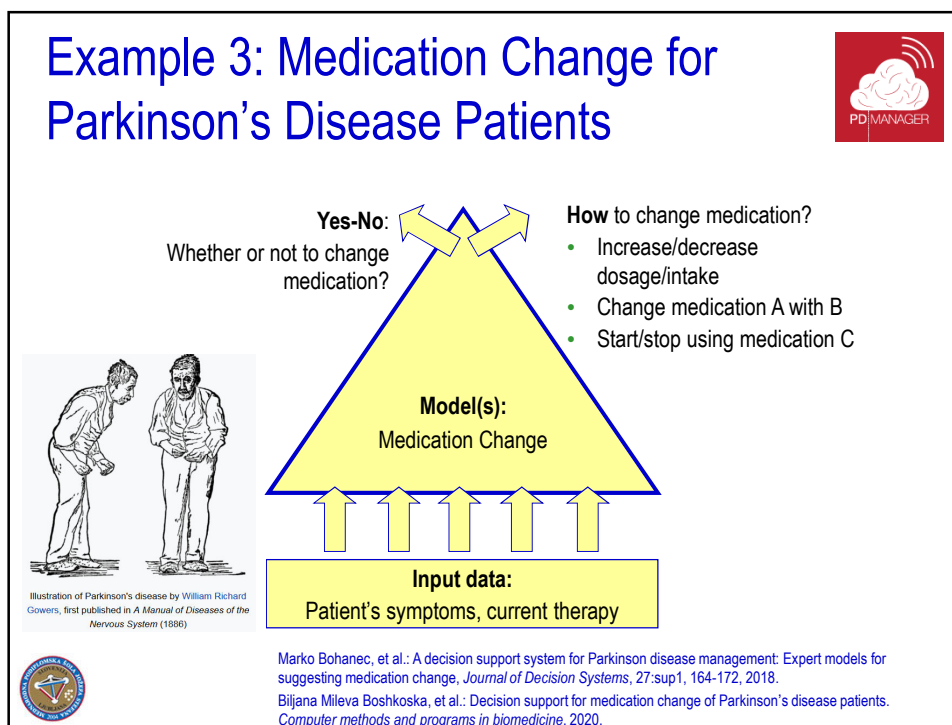 Example 3: Medication Change for
Parkinson's Disease Patients
PD MANAGER
Yes-No:
Whether or not to change
medication?
How to change medication?
• Increase/decrease
dosage/intake
• Change medication A with B
• Start/stop using medication C
Model(s):
Medication Change
Input data:
Patient's symptoms, current therapy
Illustration of Parkinson's disease by William Richard
Gowers, first published in A Manual of Diseases of the
Nervous System (1886)
Marko Bohanec, et al.: A decision support system for Parkinson disease management: Expert models for
suggesting medication change, Journal of Decision Systems, 27:sup1, 164-172, 2018.
Biljana Mileva Boshkoska, et al.: Decision support for medication change of Parkinson's disease patients.
Computer methods and programs in biomedicine, 2020.